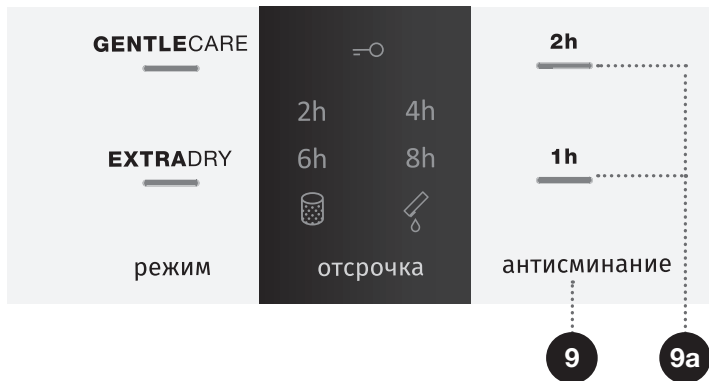 GENTLECARE
EXTRADRY
режим
2h 4h
6h 8h
отсрочка
2h
1h
антисминание
9 9a